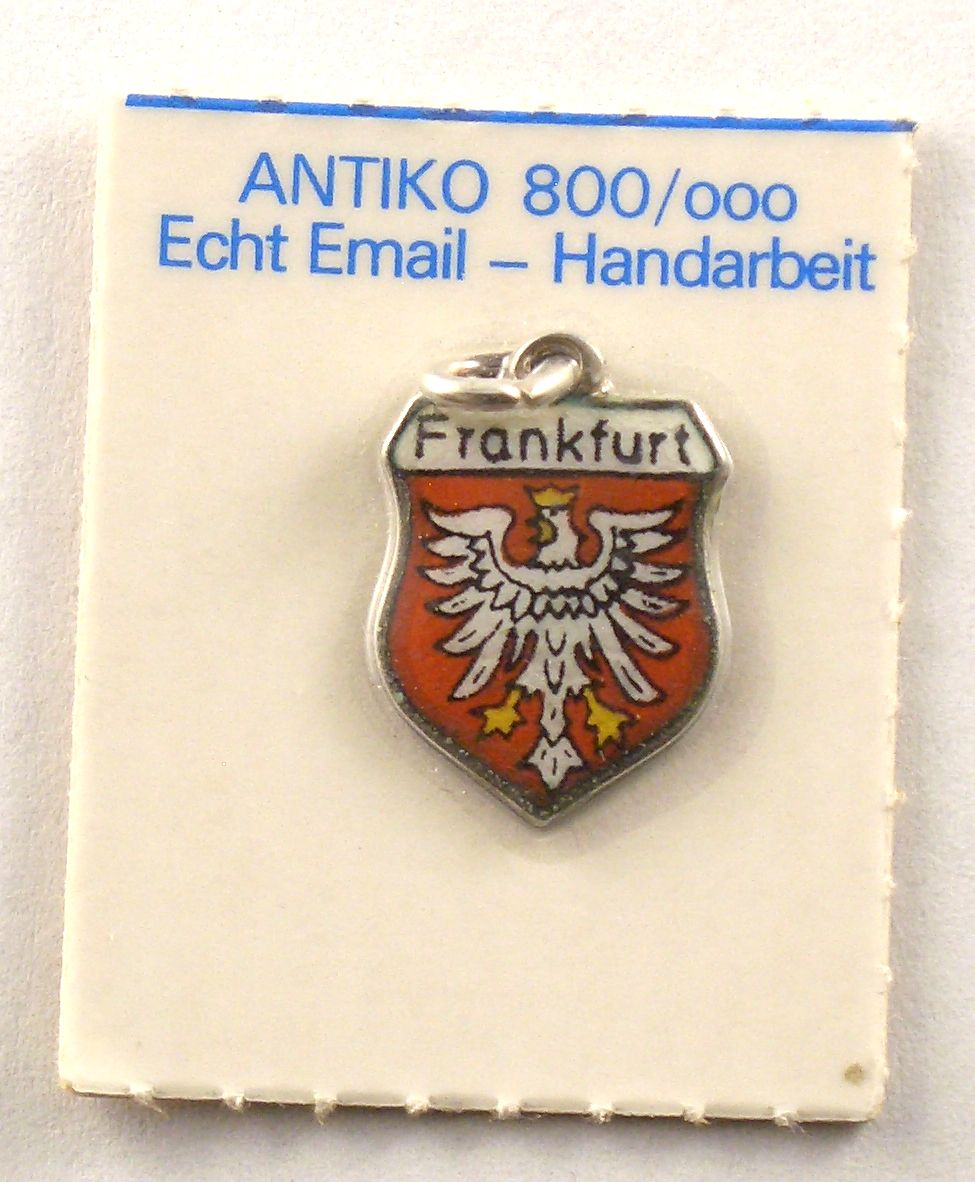 ANTIKO 800/ooo
Echt Email – Handarbeit
Frankfurt